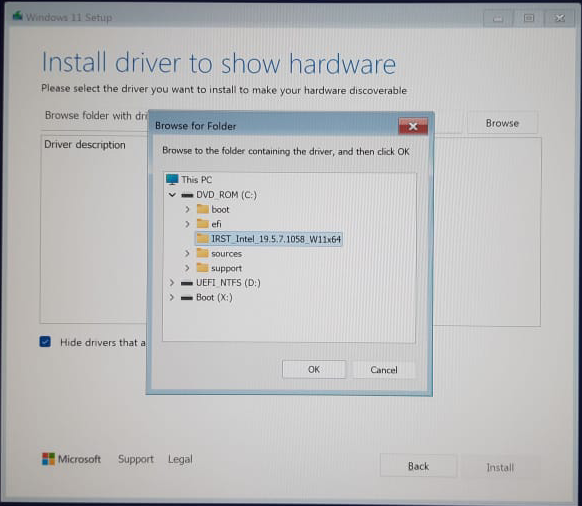 Windows 11 Setup
Install driver to show hardware
Please select the driver you want to install to make your hardware discoverable
Browse folder with dri
Browse
Driver description
Browse for Folder
Browse to the folder containing the driver, and then click OK
This PC
DVD_ROM (C:)
boot
efi
IRST_Intel_19.5.7.1058_W11x64
sources
support
UEFI_NTFS (D:)
Boot (X:)
OK
Cancel
Hide drivers that a
Microsoft
Support
Legal
Back
Install